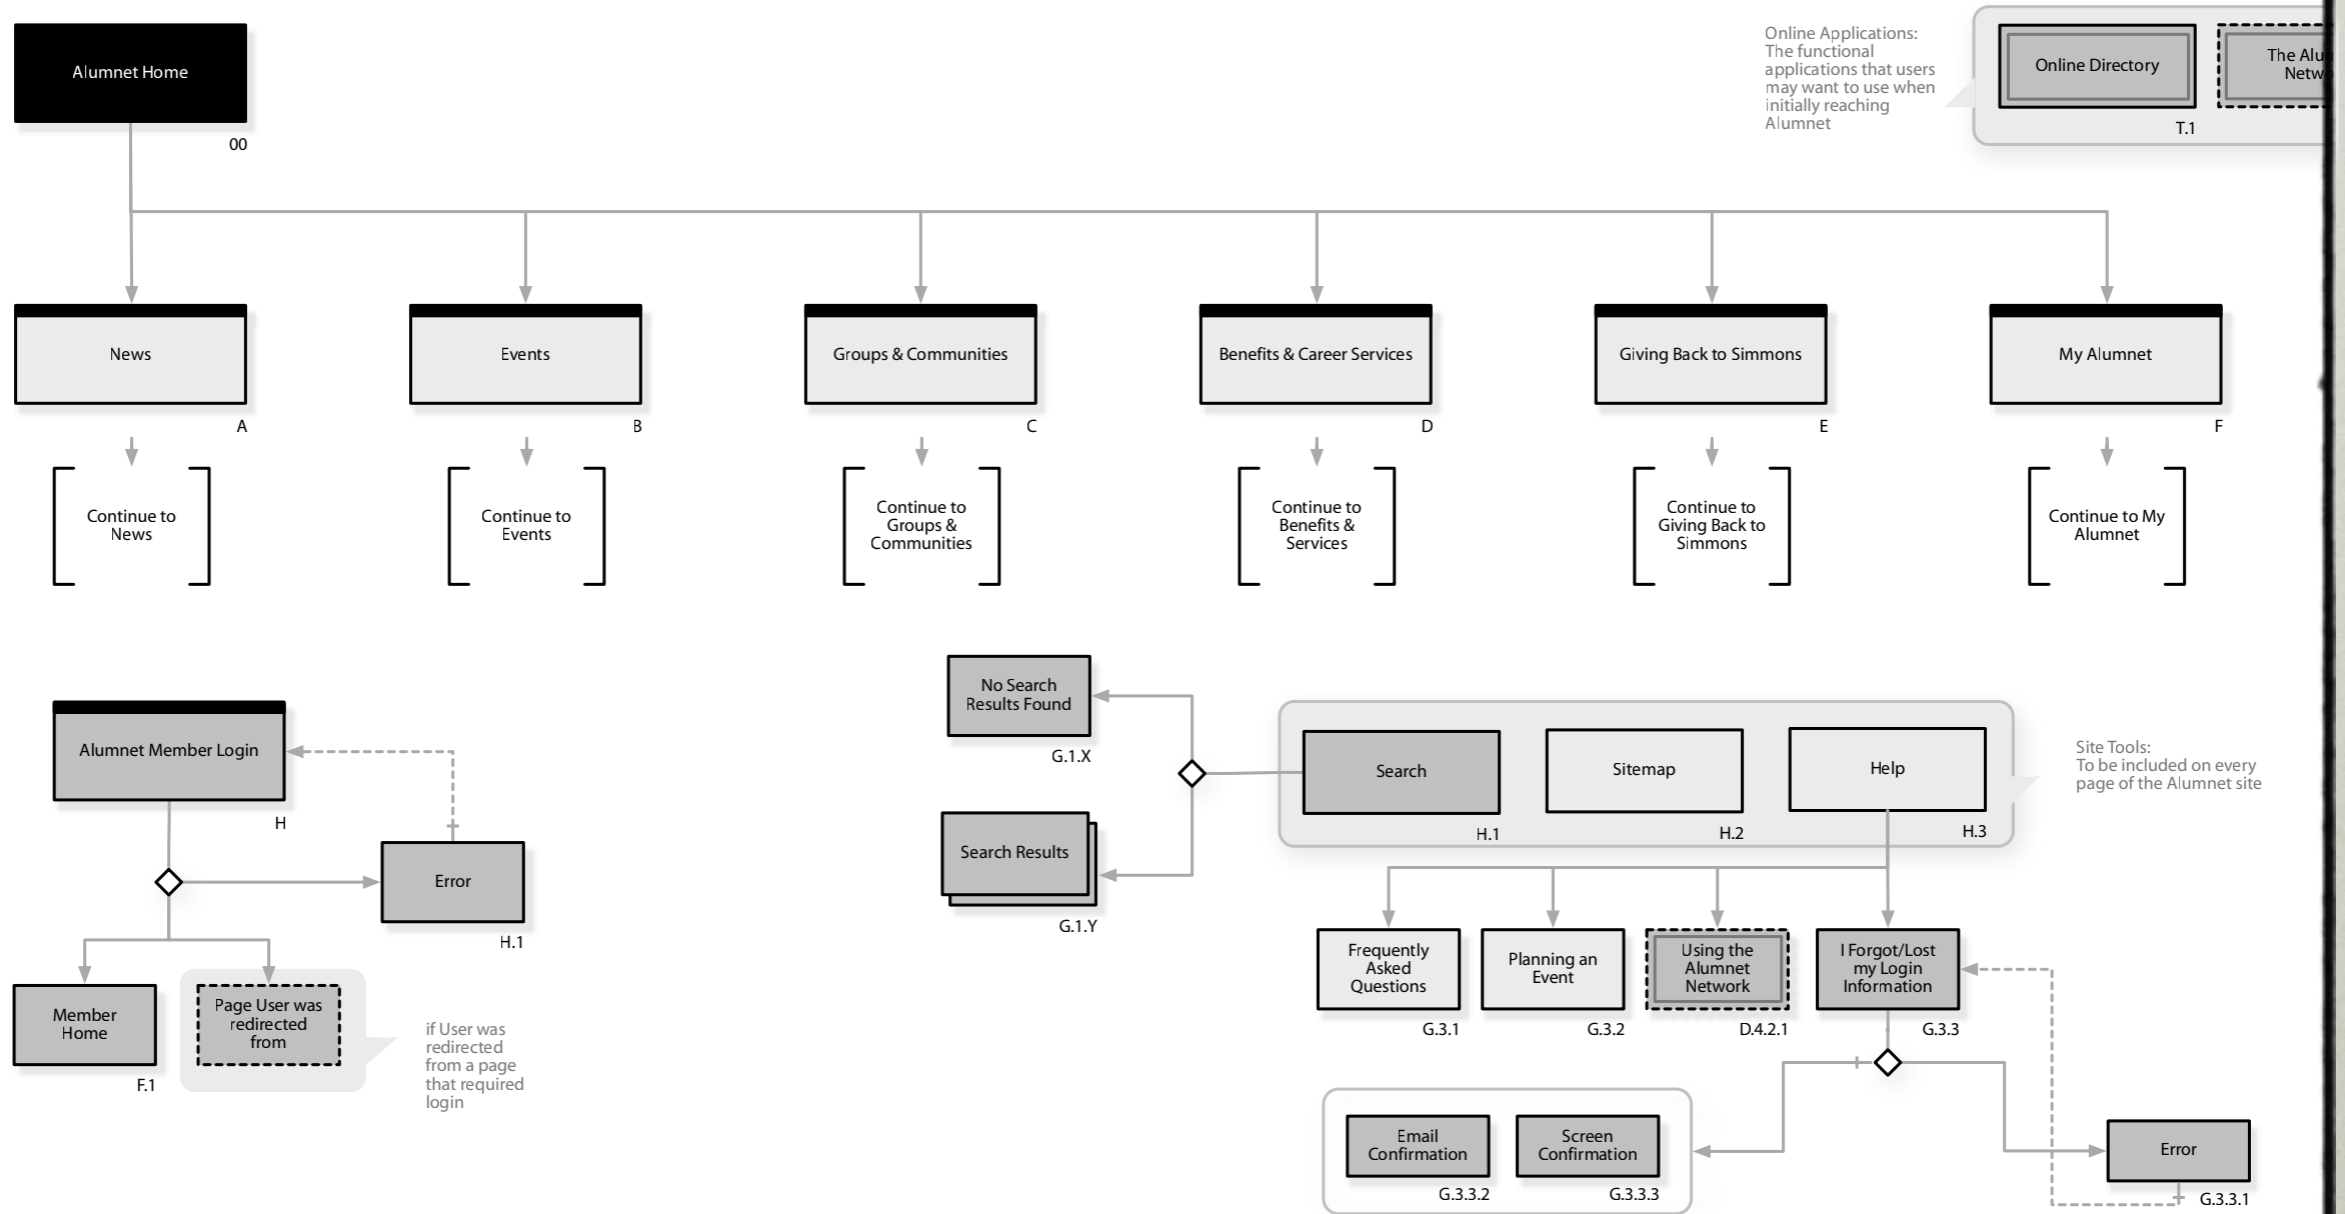 Alumnet Home
00
Online Applications:
The functional
applications that users
may want to use when
initially reaching
Alumnet
Online Directory
T.1
The
News
A
Events
B
Groups & Communities
C
Benefits & Career Services
D
Giving Back to Simmons
E
My Alumnet
F
Continue to
News
Continue to
Events
Continue to
Groups &
Communities
Continue to
Benefits &
Services
Continue to
Giving Back to
Simmons
Continue to My
Alumnet
Alumnet Member Login
H
Error
H.1
Member
Home
F.1
Page User was
redirected
from
if User was
redirected
from a page
that required
login
No Search
Results Found
G.1.X
Search Results
G.1.Y
Search
H.1
Sitemap
H.2
Help
H.3
Site Tools:
To be included on every
page of the Alumnet site
Frequently
Asked
Questions
G.3.1
Planning an
Event
G.3.2
Using the
Alumnet
Network
D.4.2.1
I Forgot/Lost
my Login
Information
G.3.3
Email
Confirmation
G.3.3.2
Screen
Confirmation
G.3.3.3
Error
G.3.3.1